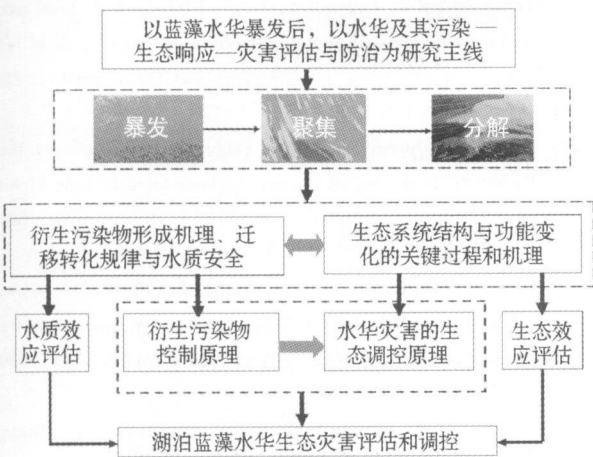 以蓝藻水华暴发后，以水华及其污染—
生态响应—灾害评估与防治为研究主线
暴发
聚集
分解
衍生污染物形成机理、迁
移转化规律与水质安全
生态系统结构与功能变
化的关键过程和机理
水质效
应评估
衍生污染物
控制原理
水华灾害的生
态调控原理
生态效
应评估
湖泊蓝藻水华生态灾害评估和调控